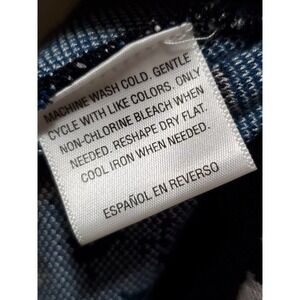 MACHINE WASH COLD. GENTLE
CYCLE WITH LIKE COLORS. ONLY
NON-CHLORINE BLEACH WHEN
NEEDED. RESHAPE DRY FLAT.
COOL IRON WHEN NEEDED.
ESPAÑOL EN REVERSO